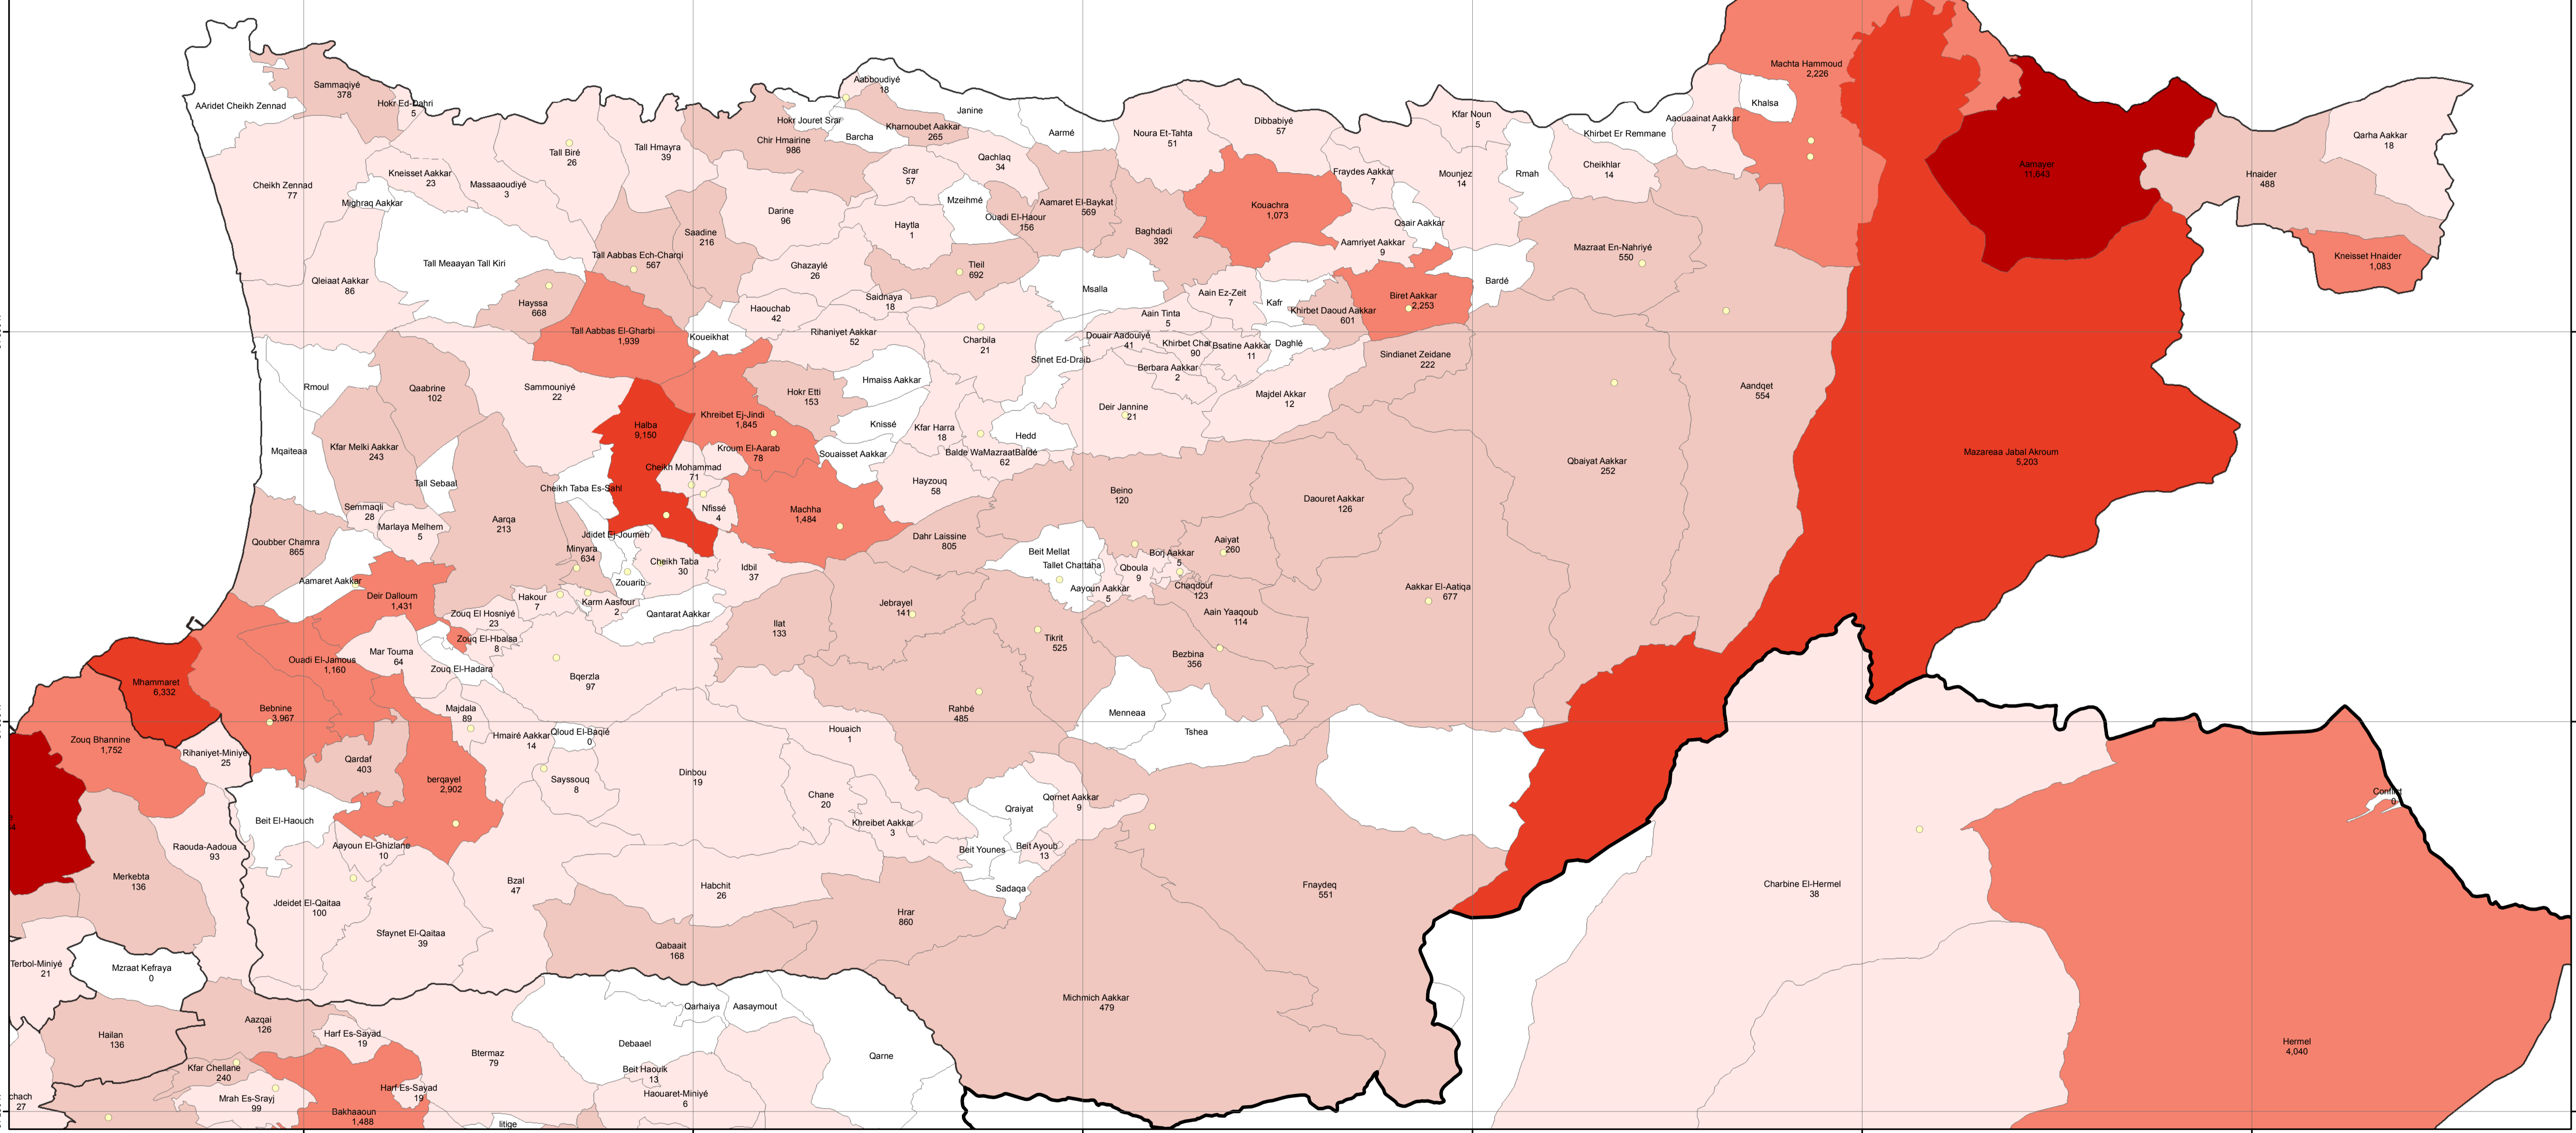 Sammaqiyé
378
Hokr Ed-Dahri
5
AAridet Cheikh Zennad
Aabboudiyé
18
Janine
Machta Hammoud
2,226
Khalsa
Hokr Jouret Srar
Barcha
Kharnoubet Aakkar
265
Aarmé
Noura Et-Tahta
51
Dibbabiyé
57
Kfar Noun
5
Aaouaainat Aakkar
7
Khirbet Er Remmane
Qarha Aakkar
18
Tall Biré
26
Tall Hmayra
39
Chir Hmairine
986
Qachlaq
34
Srar
57
Cheikh Zennad
77
Kneisset Aakkar
23
Massaaoudiyé
3
Fraydes Aakkar
7
Mounjez
14
Rmah
Cheikhlar
14
Aamayer
11,643
Hnaider
488
Mighraq Aakkar
Mzeihmé
Ouadi El-Haour
156
Aamaret El-Baykat
569
Kouachra
1,073
Darine
96
Haytla
1
Saadine
216
Baghdadi
392
Qsair Aakkar
Aamriyet Aakkar
9
Mazraat En-Nahriyé
550
Kneisset Hnaider
1,083
Tall Meaayan Tall Kiri
Tall Aabbas Ech-Charqi
567
Ghazaylé
26
Tleil
692
Qleiaat Aakkar
86
Msalla
Bardé
Hayssa
668
Saidnaya
18
Aain Ez-Zeit
7
Kafr
Biret Aakkar
2,253
Haouchab
42
Aain Tinta
5
Khirbet Daoud Aakkar
601
Tall Aabbas El-Gharbi
1,939
Koueikhat
Rihaniyet Aakkar
52
Charbila
21
Douair Aadouiyé
41
Khirbet Char
90
Bsatine Aakkar
11
Daghlé
Sfinet Ed-Draib
Berbara Aakkar
2
Sindianet Zeidane
222
Rmoul
Qaabrine
102
Sammouniyé
22
Hokr Etti
153
Hmaiss Aakkar
Majdel Akkar
12
Aandqet
554
Halba
9,150
Khreibet Ej-Jindi
1,845
Knissé
Kfar Harra
18
Deir Jannine
21
Hedd
Kfar Melki Aakkar
243
Mqaiteaa
Kroum El-Aarab
78
Souaisset Aakkar
Balde WaMazraatBaldé
62
Mazareaa Jabal Akroum
5,203
Cheikh Mohammad
71
Qbaiyat Aakkar
252
Tall Sebaal
Cheikh Taba Es-Sahl
Hayzouq
58
Beino
120
Daouret Aakkar
126
Semmaqli
28
Marlaya Melhem
5
Aarqa
213
Nfissé
4
Machha
1,484
Qoubber Chamra
865
Jdidet Ej-Joumeh
Minyara
634
Dahr Laissine
805
Aaiyat
260
Beit Mellat
Tallet Chattaha
Borj Aakkar
5
Cheikh Taba
30
Idbil
37
Qboula
9
Aamaret Aakkar
Zouarib
Aayoun Aakkar
5
Chaqdouf
123
Aakkar El-Aatiqa
677
Deir Dalloum
1,431
Hakour
7
Karm Aasfour
2
Qantarat Aakkar
Jebrayel
141
Aain Yaaqoub
114
Zouq El Hosniyé
23
Ilat
133
Tikrit
525
Zouq El-Hbalsa
8
Mar Touma
64
Ouadi El-Jamous
1,160
Zouq El-Hadara
Bezbina
356
Mhammaret
6,332
Bqerzla
97
Bebnine
3,967
Majdala
89
Rahbé
485
Menneaa
Zouq Bhannine
1,752
Rihaniyet-Miniyé
25
Hmairé Aakkar
14
Qloud El-Baqié
0
Houaich
1
Tshea
Qardaf
403
berqayel
2,902
Sayssouq
8
Dinbou
19
Conflict
0
Chane
20
Qornet Aakkar
9
Qraiyat
Beit El-Haouch
Khreibet Aakkar
3
Aayoun El-Ghizlane
10
Raouda-Aadoua
93
Beit Younes
Beit Ayoub
13
Merkebta
136
Bzal
47
Habchit
26
Sadaqa
Fnaydeq
551
Charbine El-Hermel
38
Jdeidet El-Qaitaa
100
Hrar
860
Sfaynet El-Qaitaa
39
Qabaait
168
Terbol-Miniyé
21
Mzraat Kefraya
0
Michmich Aakkar
479
Qarhaiya
Aasaymout
Aazqai
126
Hailan
136
Harf Es-Sayad
19
Debaael
Hermel
4,040
Btermaz
79
Qarne
Kfar Chellane
240
Beit Haouik
13
Harf Es-Sayad
19
Haouaret-Miniyé
6
chach
27
Mrah Es-Srayj
99
Bakhaaoun
1,488
litige